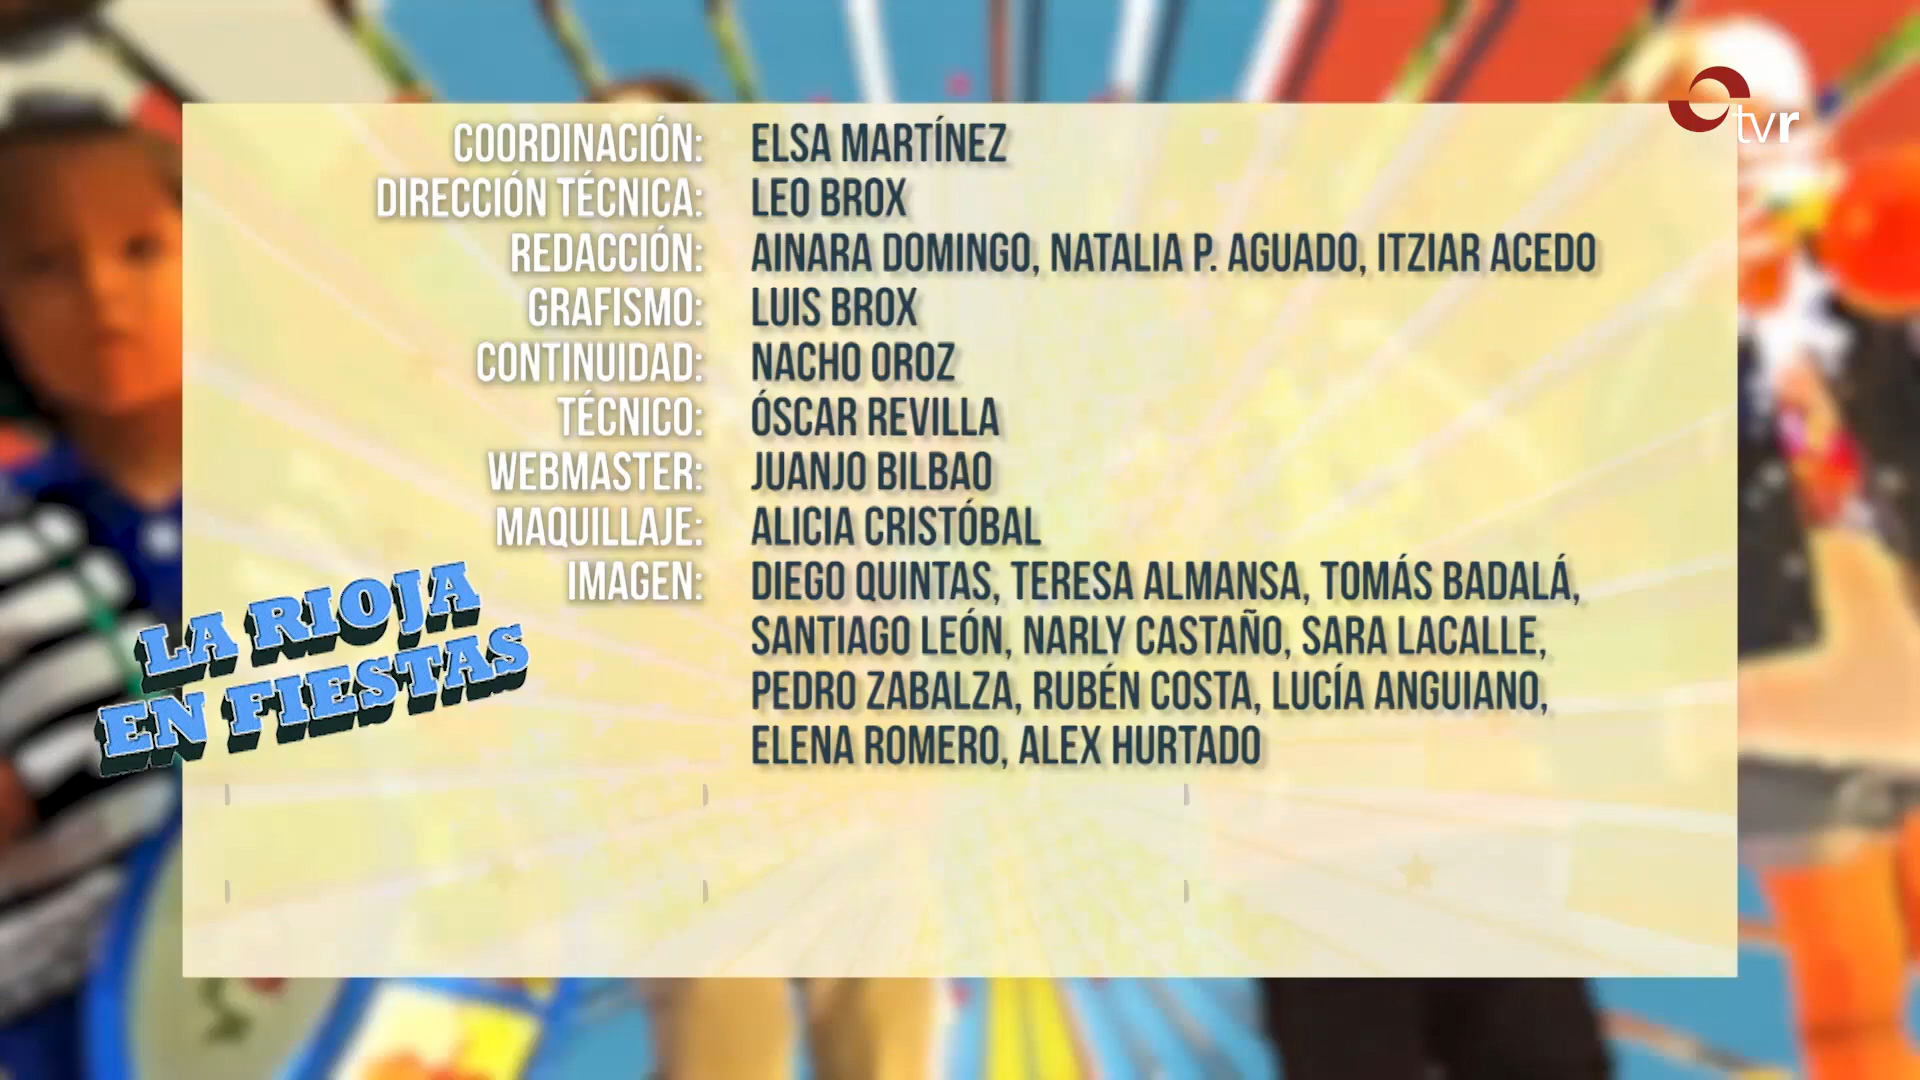 tvr
COORDINACIÓN: ELSA MARTÍNEZ
DIRECCIÓN TÉCNICA: LEO BROX
REDACCIÓN: AINARA DOMINGO, NATALIA P. AGUADO, ITZIAR ACEDO
GRAFISMO: LUIS BROX
CONTINUIDAD: NACHO OROZ
TÉCNICO: ÓSCAR REVILLA
WEBMASTER: JUANJO BILBAO
MAQUILLAJE: ALICIA CRISTÓBAL
IMAGEN: DIEGO QUINTAS, TERESA ALMANSA, TOMÁS BADALÁ,
SANTIAGO LEÓN, NARLY CASTAÑO, SARA LACALLE,
PEDRO ZABALZA, RUBÉN COSTA, LUCÍA ANGUIANO,
ELENA ROMERO, ALEX HURTADO
LA RIOJA
EN FIESTAS